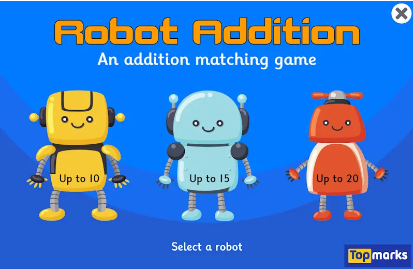 Robot Addition
An addition matching game
Up to 10
Up to 15
Up to 20
Select a robot
Topmarks